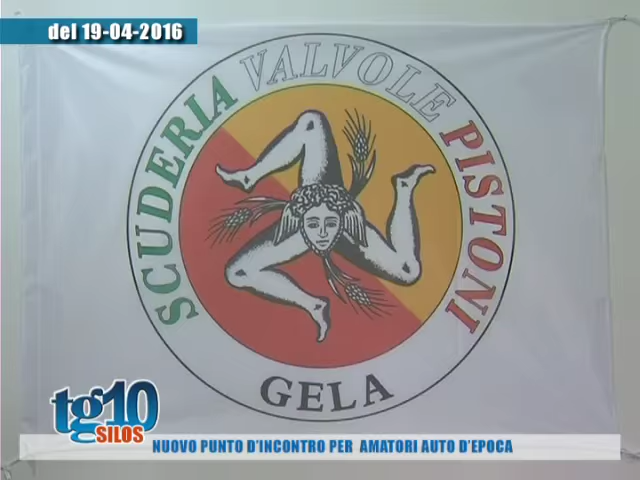 del 19-04-2016
SCUDERIA VALVOLE PISTONI
GELA
tg10
SILOS
NUOVO PUNTO D'INCONTRO PER AMATORI AUTO D'EPOCA